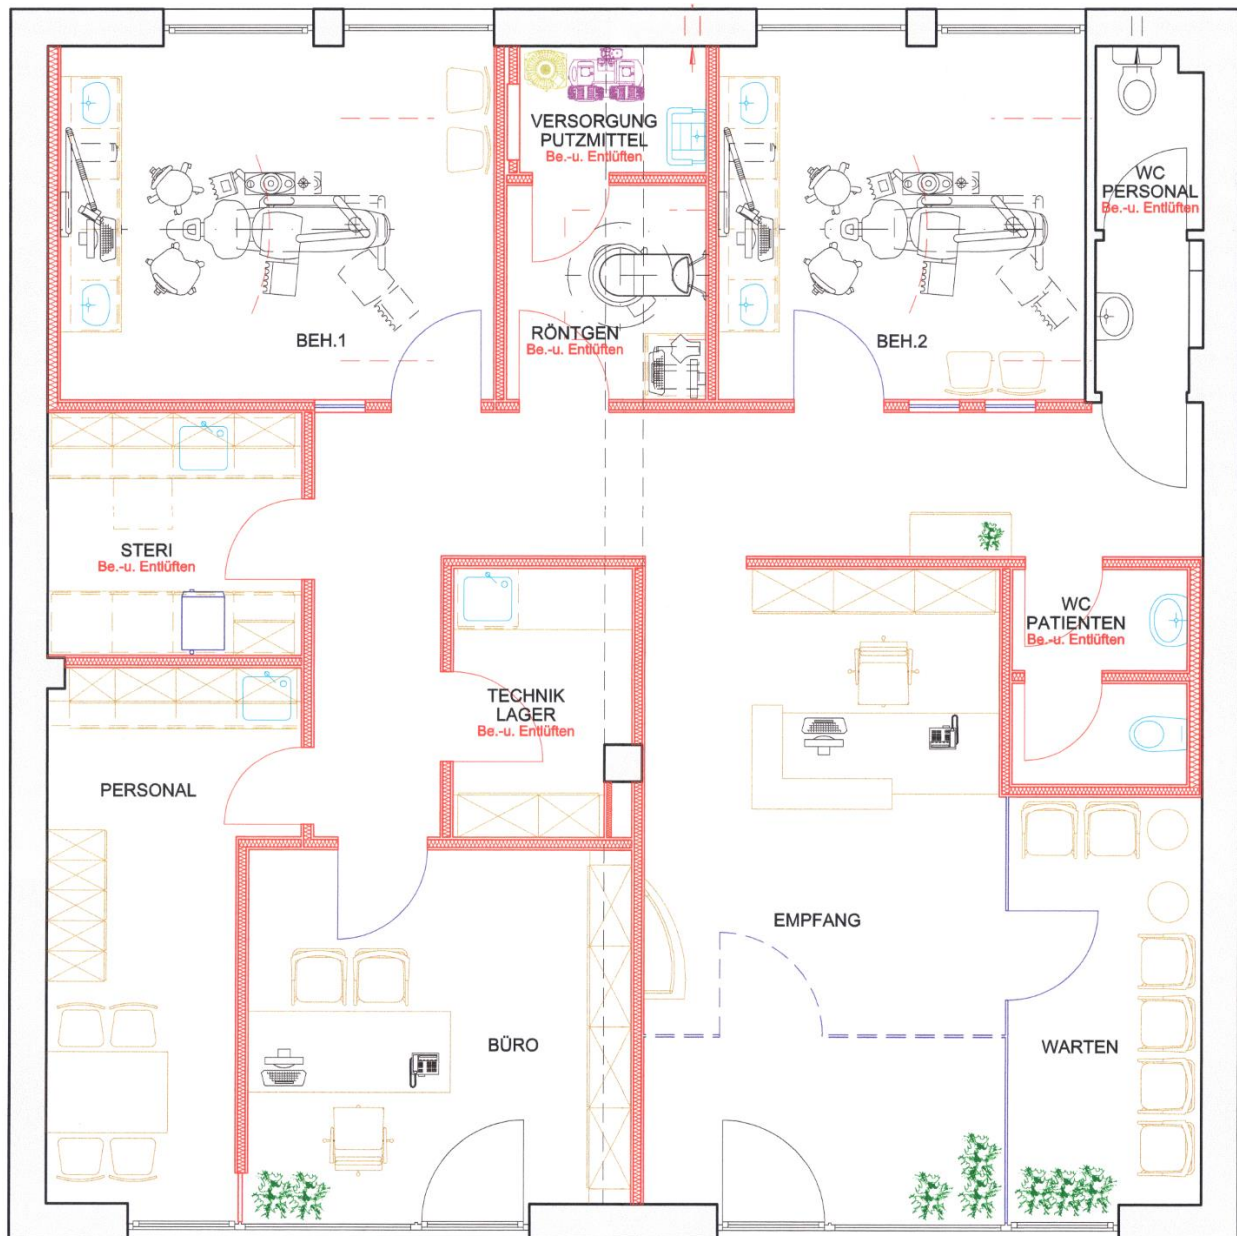 VERSORGUNG
PUTZMITTEL
Be.-u. Entlüften
WC
PERSONAL
Be.-u. Entlüften
BEH.1
RÖNTGEN
Be.-u. Entlüften
BEH.2
STERI
Be.-u. Entlüften
WC
PATIENTEN
Be.-u. Entlüften
TECHNIK
LAGER
Be.-u. Entlüften
PERSONAL
EMPFANG
BÜRO
WARTEN